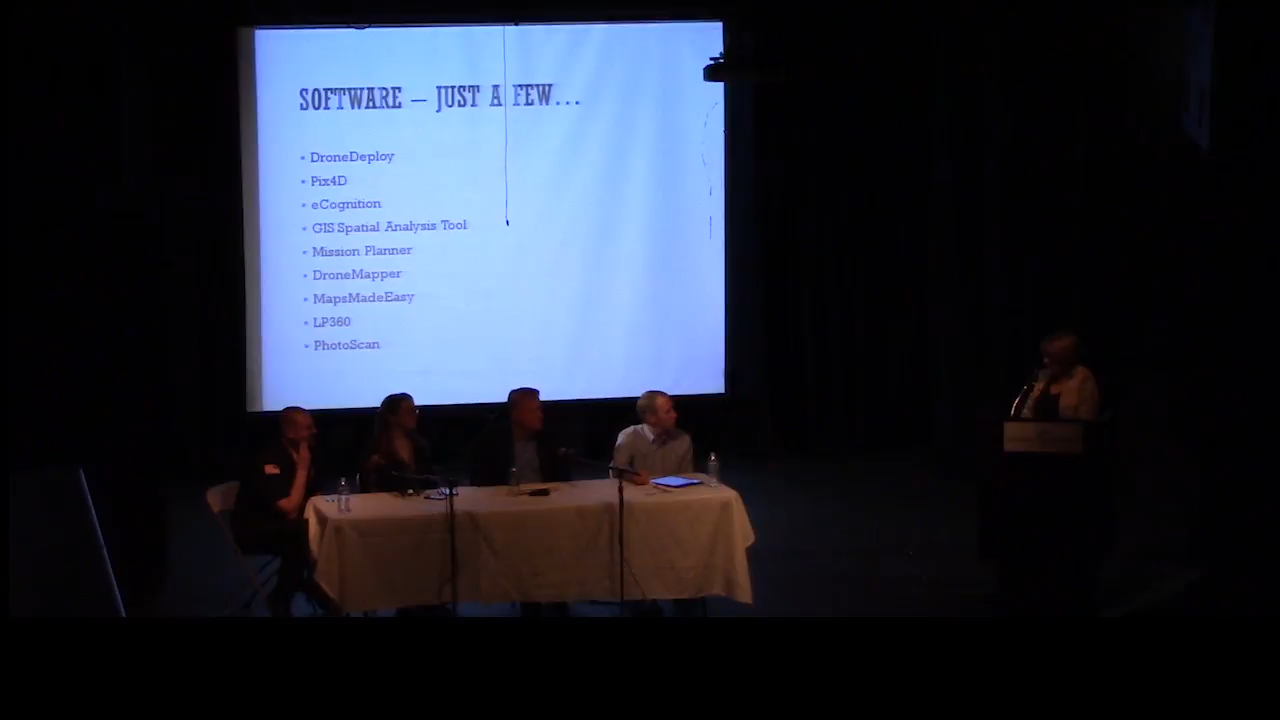 SOFTWARE – JUST A FEW...
• DroneDeploy
• Pix4D
• eCognition
• GIS Spatial Analysis Tool
• Mission Planner
• DroneMapper
• MapsMadeEasy
• LP360
• PhotoScan